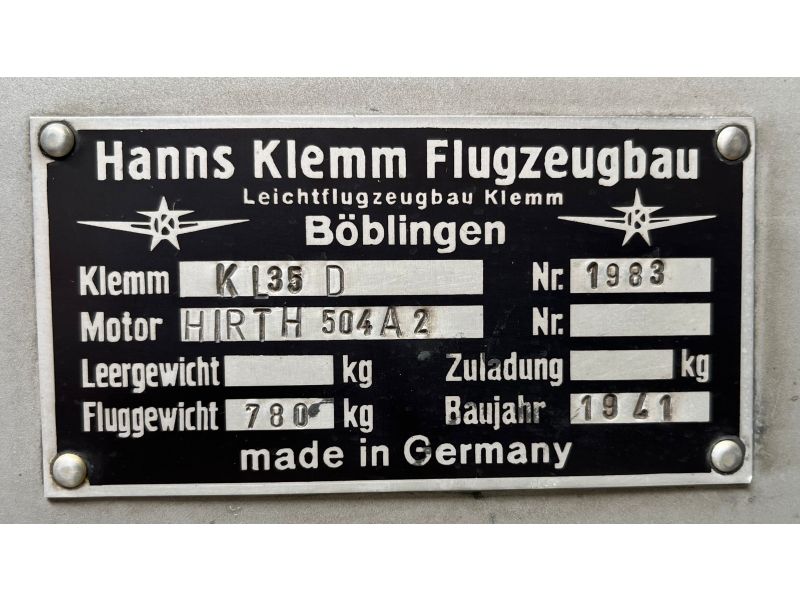 Hanns Klemm Flugzeugbau
Leichtflugzeugbau Klemm
Böblingen
Klemm KL35 D Nr. 1983
Motor HIRTH 504A2 Nr.
Leergewicht kg Zuladung kg
Fluggewicht 780 kg Baujahr 1941
made in Germany